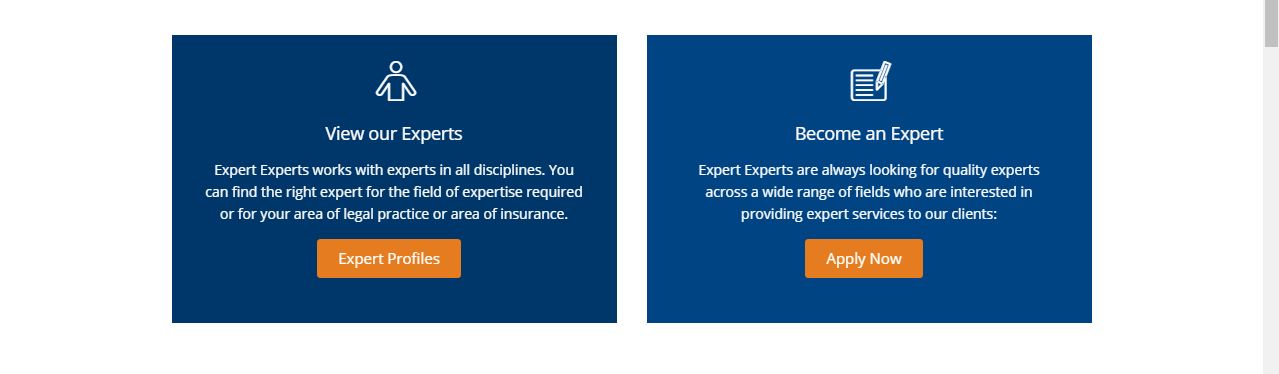 View our Experts
Expert Experts works with experts in all disciplines. You
can find the right expert for the field of expertise required
or for your area of legal practice or area of insurance.
Expert Profiles
Become an Expert
Expert Experts are always looking for quality experts
across a wide range of fields who are interested in
providing expert services to our clients:
Apply Now